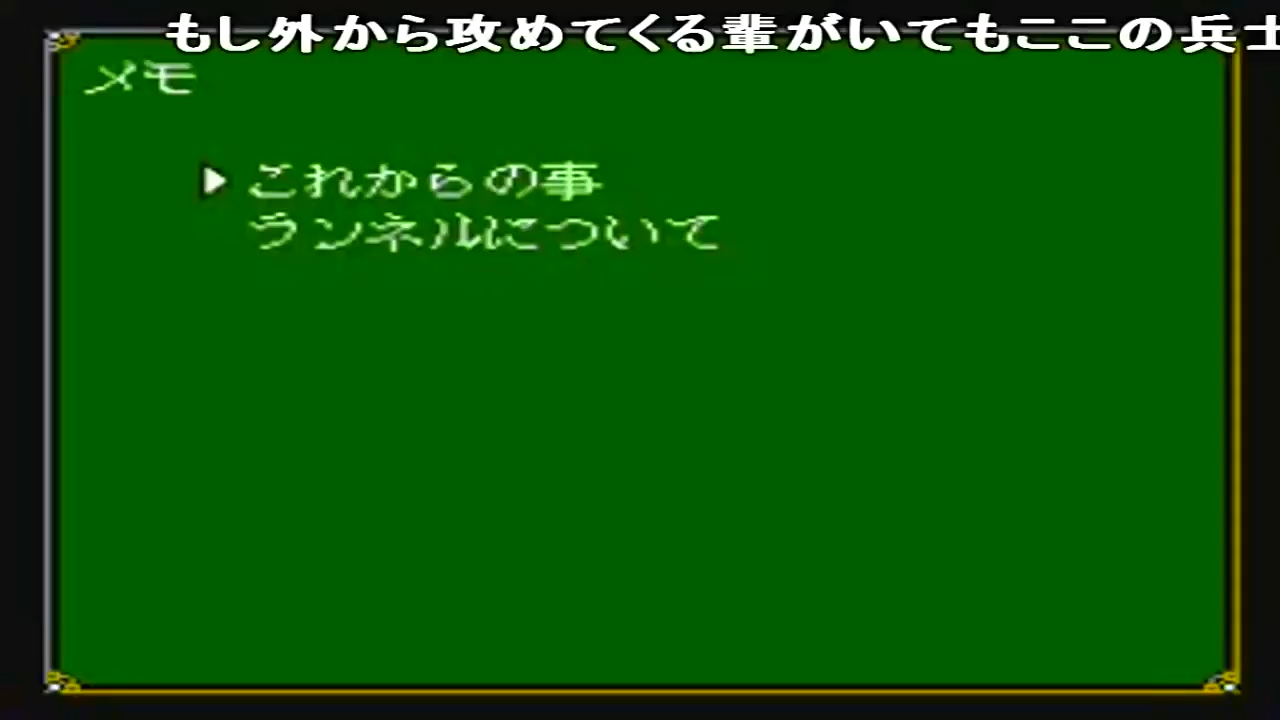 もし外から攻めてくる輩がいてもここの兵士
メモ
これからの事
ランネルについて